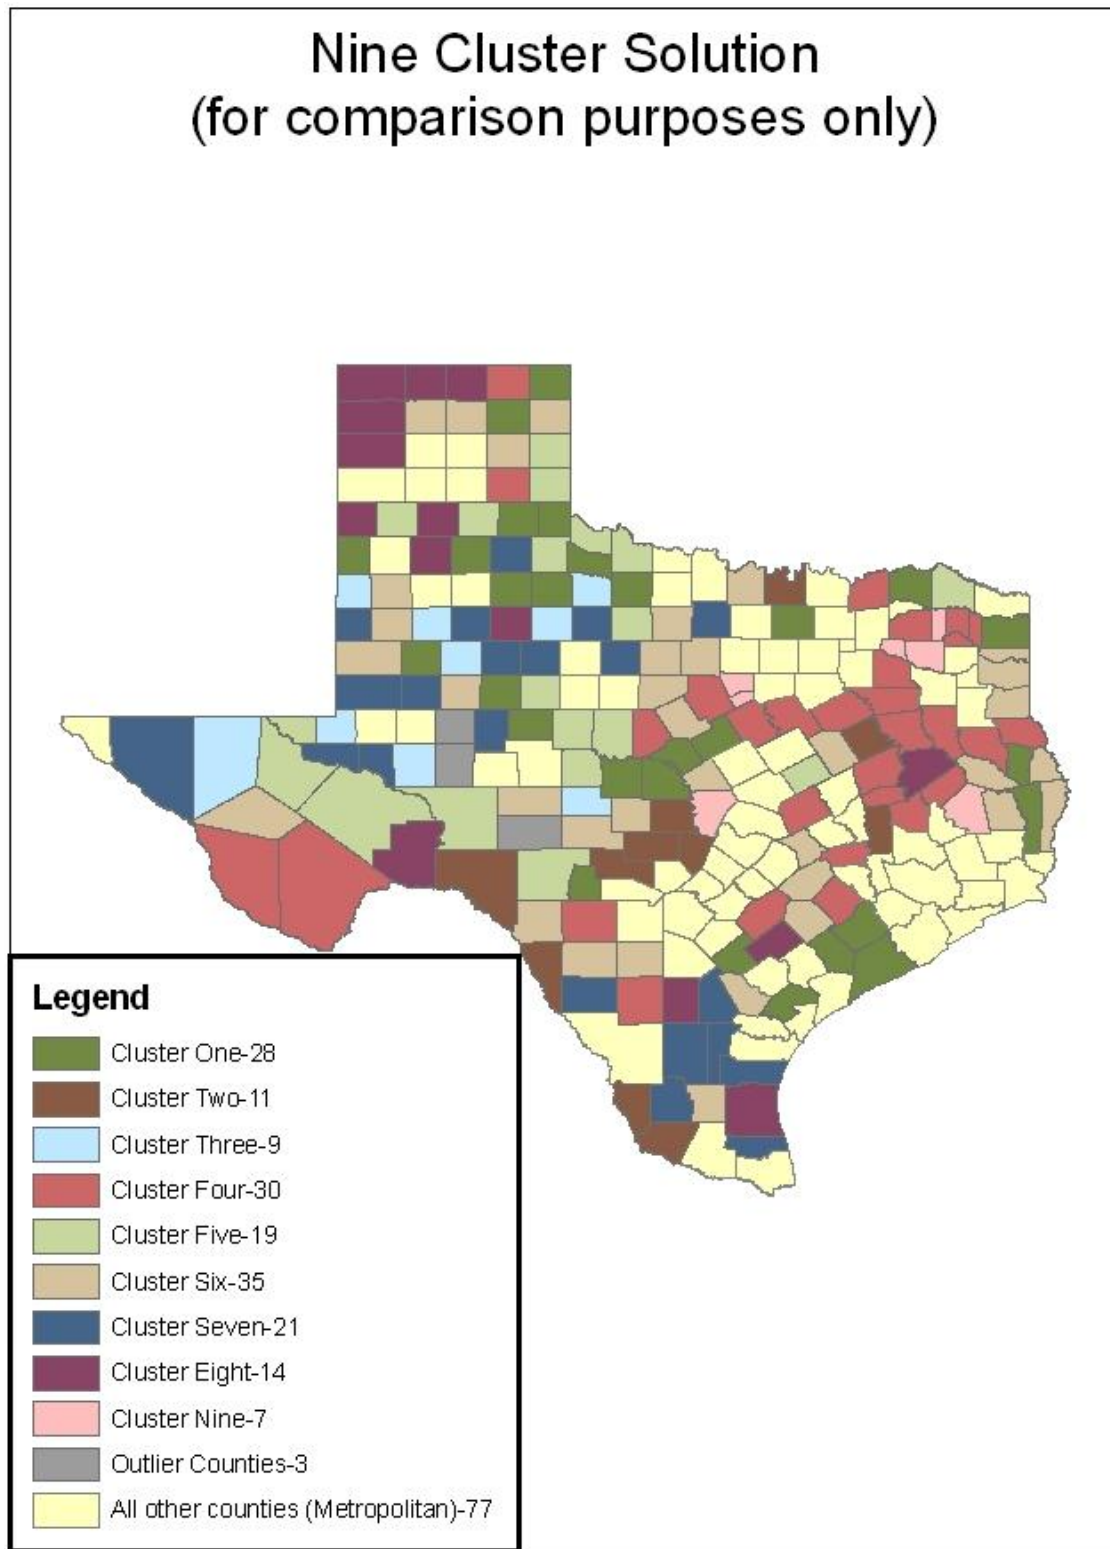 Nine Cluster Solution
(for comparison purposes only)
Legend
Cluster One-28
Cluster Two-11
Cluster Three-9
Cluster Four-30
Cluster Five-19
Cluster Six-35
Cluster Seven-21
Cluster Eight-14
Cluster Nine-7
Outlier Counties-3
All other counties (Metropolitan)-77